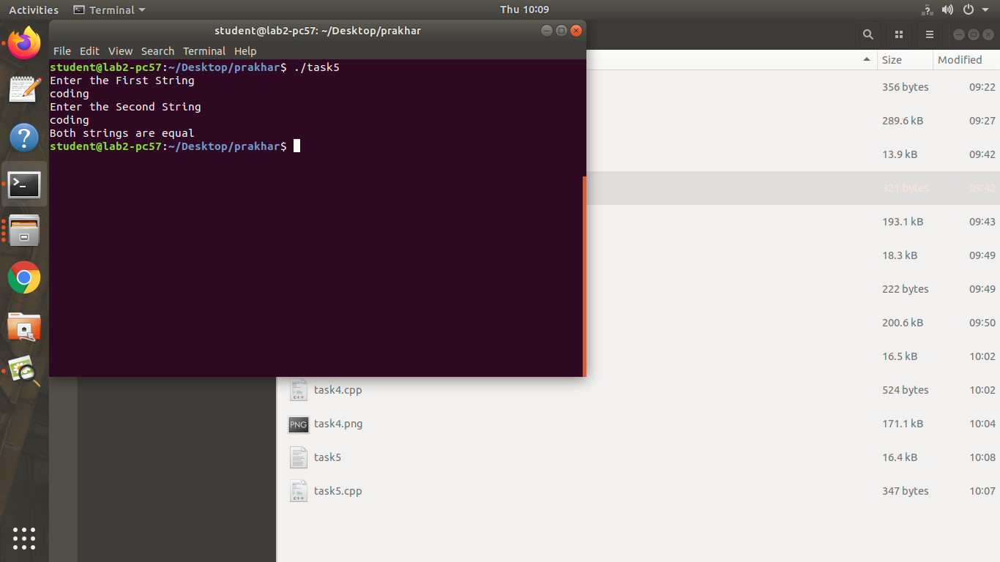 Activities
Terminal
Thu 10:09
student@lab2-pc57: ~/Desktop/prakhar
File Edit View Search Terminal Help
student@lab2-pc57:~/Desktop/prakhar$ ./task5
Enter the First String
coding
Enter the Second String
coding
Both strings are equal
student@lab2-pc57:~/Desktop/prakhar$
Size Modified
356 bytes 09:22
289.6 kB 09:27
13.9 kB 09:42
321 bytes 09:42
193.1 kB 09:43
18.3 kB 09:49
222 bytes 09:49
200.6 kB 09:50
16.5 kB 10:02
task4.cpp 524 bytes 10:02
PNG task4.png 171.1 kB 10:04
task5 16.4 kB 10:08
task5.cpp 347 bytes 10:07